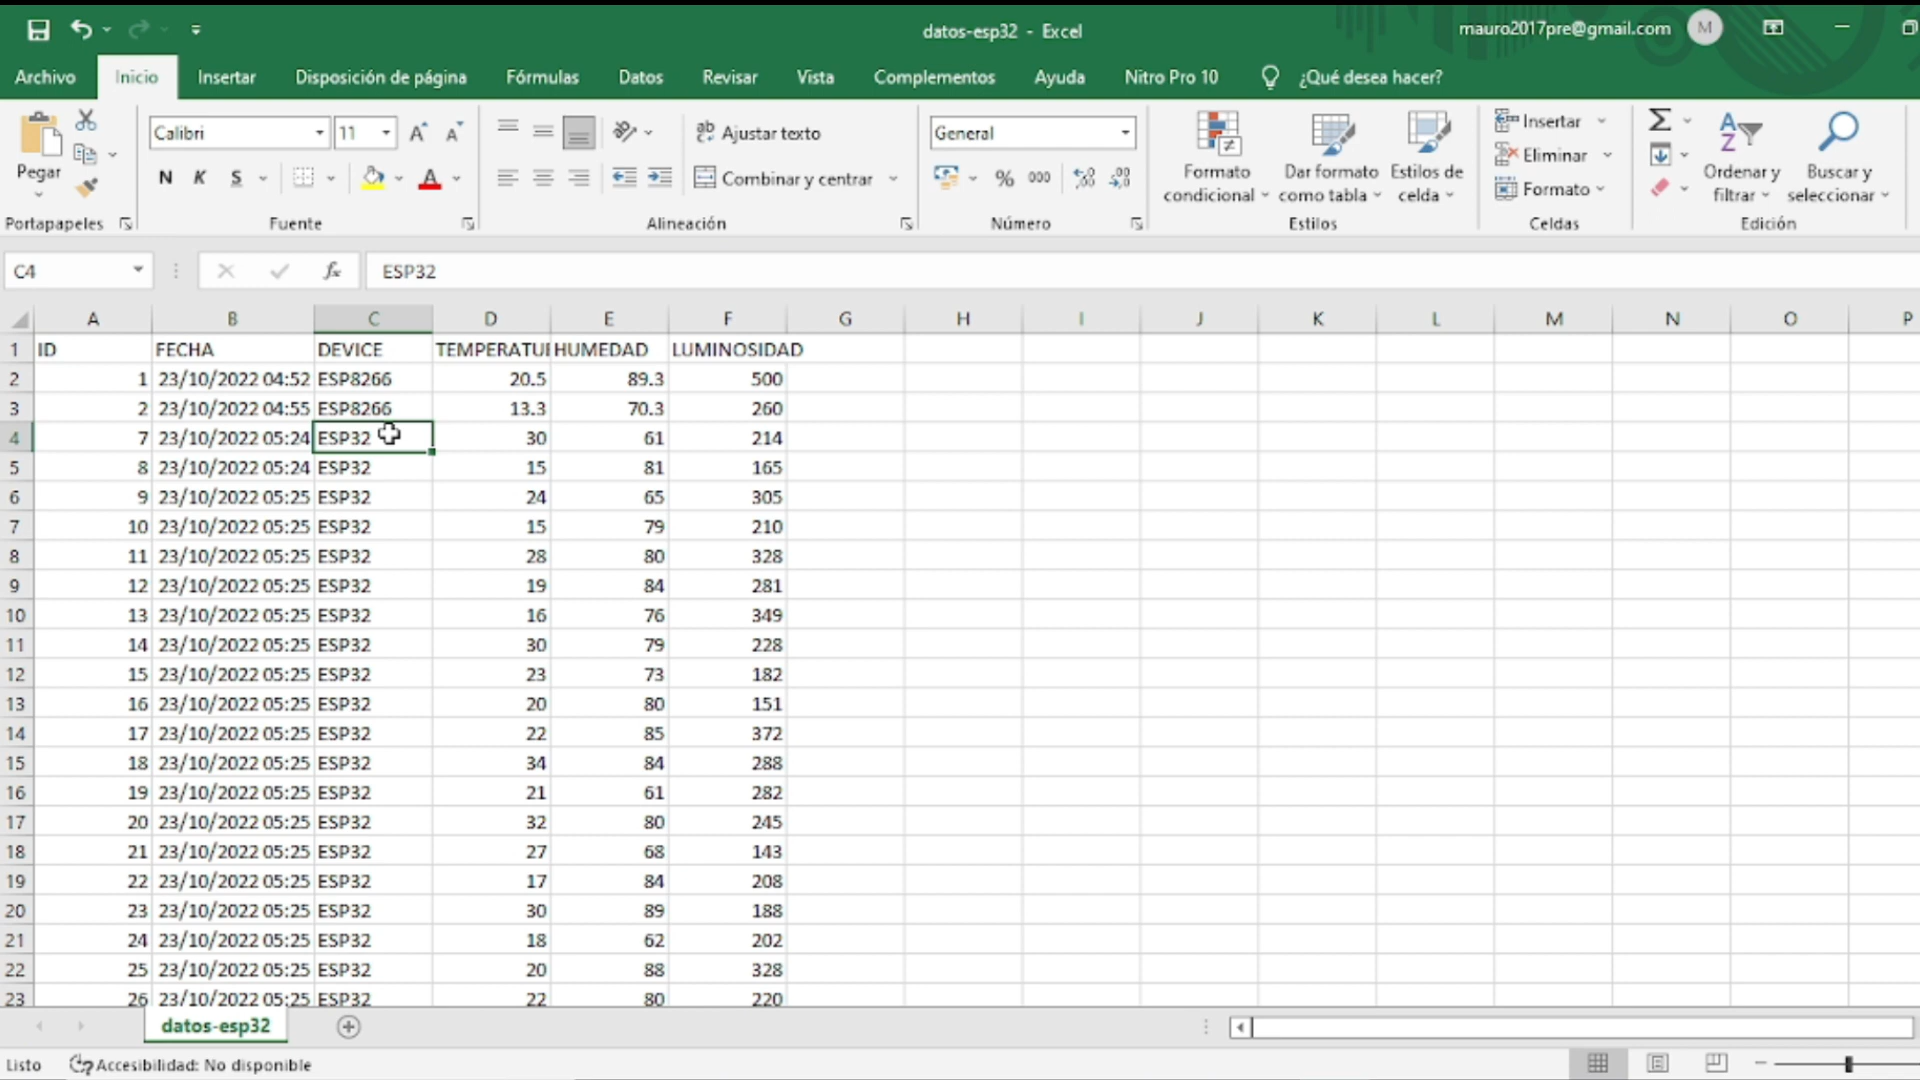 datos-esp32 - Excel
mauro2017pre@gmail.com
M
Archivo Inicio Insertar Disposición de página Fórmulas Datos Revisar Vista Complementos Ayuda Nitro Pro 10 ¿Qué desea hacer?
Pegar
Portapapeles
Calibri 11
N K S
Fuente
Ajustar texto
Combinar y centrar
Alineación
General
% 000
Número
Formato condicional
Dar formato como tabla
Estilos de celda
Estilos
Insertar
Eliminar
Formato
Celdas
Ordenar y filtrar
Buscar y seleccionar
Edición
C4 fx ESP32
A B C D E F G H I J K L M N O P
1 ID FECHA DEVICE TEMPERATU HUMEDAD LUMINOSIDAD
2 1 23/10/2022 04:52 ESP8266 20.5 89.3 500
3 2 23/10/2022 04:55 ESP8266 13.3 70.3 260
4 7 23/10/2022 05:24 ESP32 30 61 214
5 8 23/10/2022 05:24 ESP32 15 81 165
6 9 23/10/2022 05:25 ESP32 24 65 305
7 10 23/10/2022 05:25 ESP32 15 79 210
8 11 23/10/2022 05:25 ESP32 28 80 328
9 12 23/10/2022 05:25 ESP32 19 84 281
10 13 23/10/2022 05:25 ESP32 16 76 349
11 14 23/10/2022 05:25 ESP32 30 79 228
12 15 23/10/2022 05:25 ESP32 23 73 182
13 16 23/10/2022 05:25 ESP32 20 80 151
14 17 23/10/2022 05:25 ESP32 22 85 372
15 18 23/10/2022 05:25 ESP32 34 84 288
16 19 23/10/2022 05:25 ESP32 21 61 282
17 20 23/10/2022 05:25 ESP32 32 80 245
18 21 23/10/2022 05:25 ESP32 27 68 143
19 22 23/10/2022 05:25 ESP32 17 84 208
20 23 23/10/2022 05:25 ESP32 30 89 188
21 24 23/10/2022 05:25 ESP32 18 62 202
22 25 23/10/2022 05:25 ESP32 20 88 328
23 26 23/10/2022 05:25 ESP32 22 80 220
datos-esp32
Listo Accesibilidad: No disponible